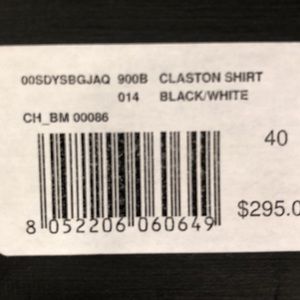 00SDYSBGJAQ 900B CLASTON SHIRT
014 BLACK/WHITE
CH_BM 00086
40
$295.0
8 052206 060649